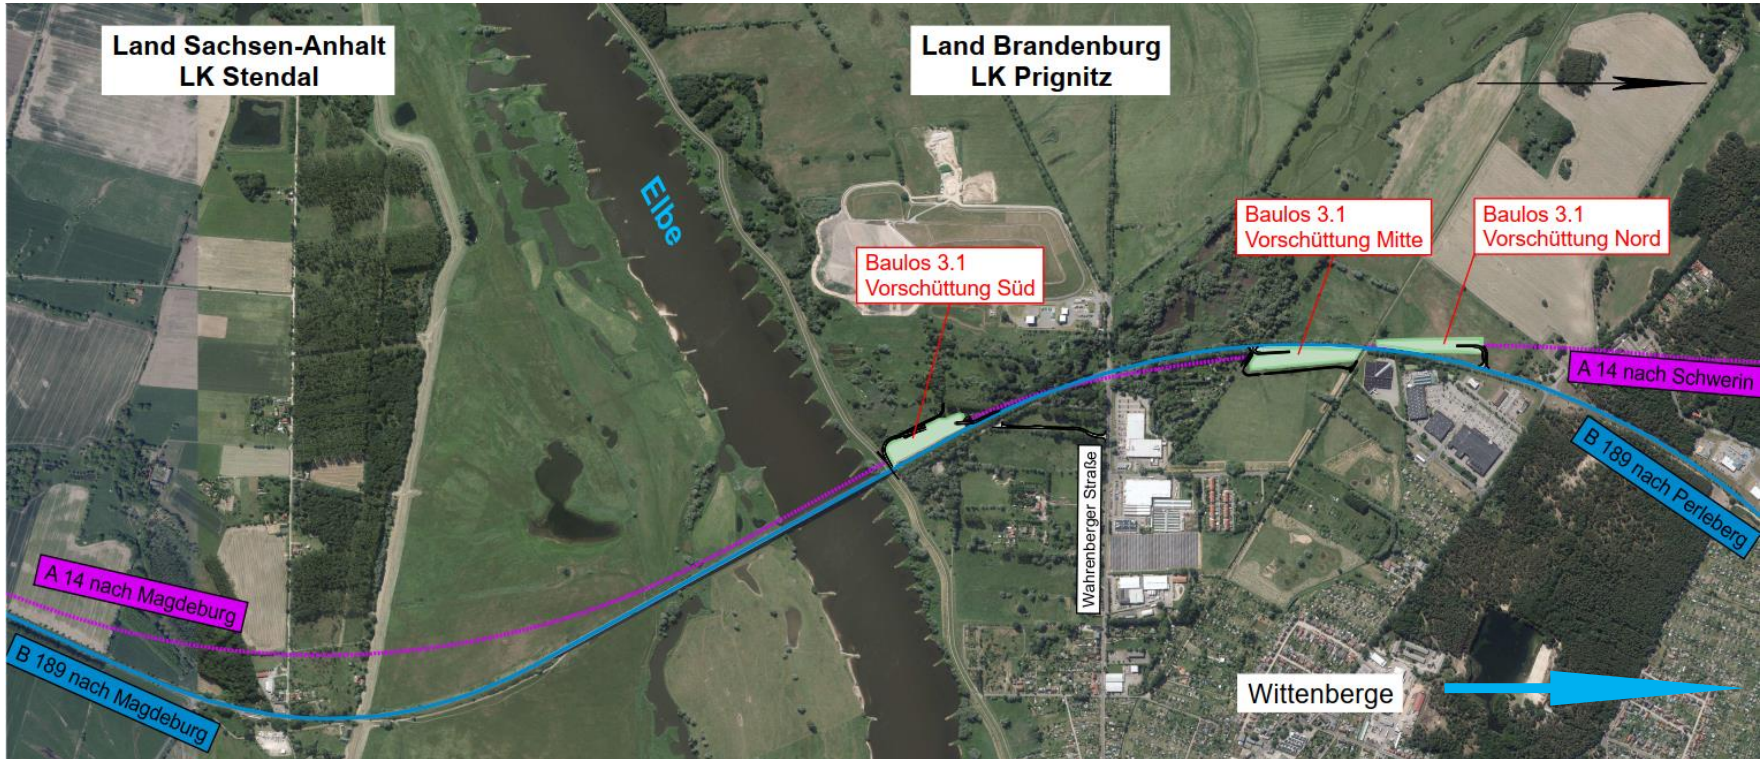 Land Sachsen-Anhalt
LK Stendal
Land Brandenburg
LK Prignitz
Elbe
Baulos 3.1
Vorschüttung Süd
Baulos 3.1
Vorschüttung Mitte
Baulos 3.1
Vorschüttung Nord
A 14 nach Schwerin
B 189 nach Perleberg
Wahrenberger Straße
A 14 nach Magdeburg
B 189 nach Magdeburg
Wittenberge